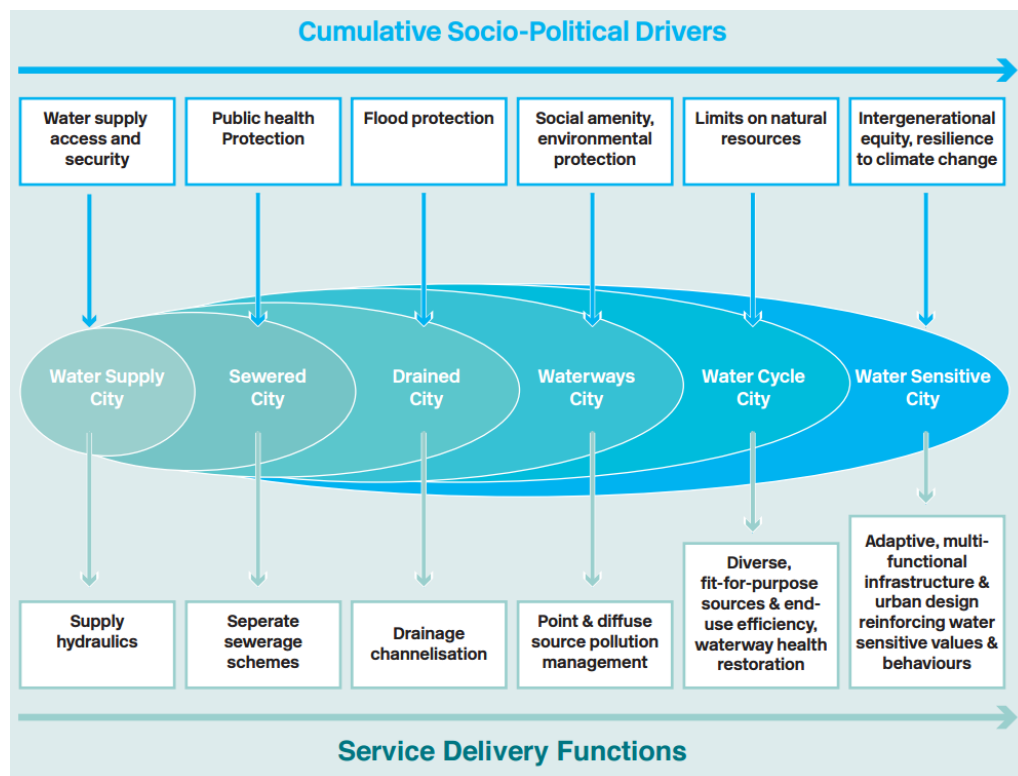 Cumulative Socio-Political Drivers
Water supply
access and
security
Public health
Protection
Flood protection
Social amenity,
environmental
protection
Limits on natural
resources
Intergenerational
equity, resilience
to climate change
Water Supply
City
Sewered
City
Drained
City
Waterways
City
Water Cycle
City
Water Sensitive
City
Supply
hydraulics
Seperate
sewerage
schemes
Drainage
channelisation
Point & diffuse
source pollution
management
Diverse,
fit-for-purpose
sources & end-
use efficiency,
waterway health
restoration
Adaptive, multi-
functional
infrastructure &
urban design
reinforcing water
sensitive values &
behaviours
Service Delivery Functions